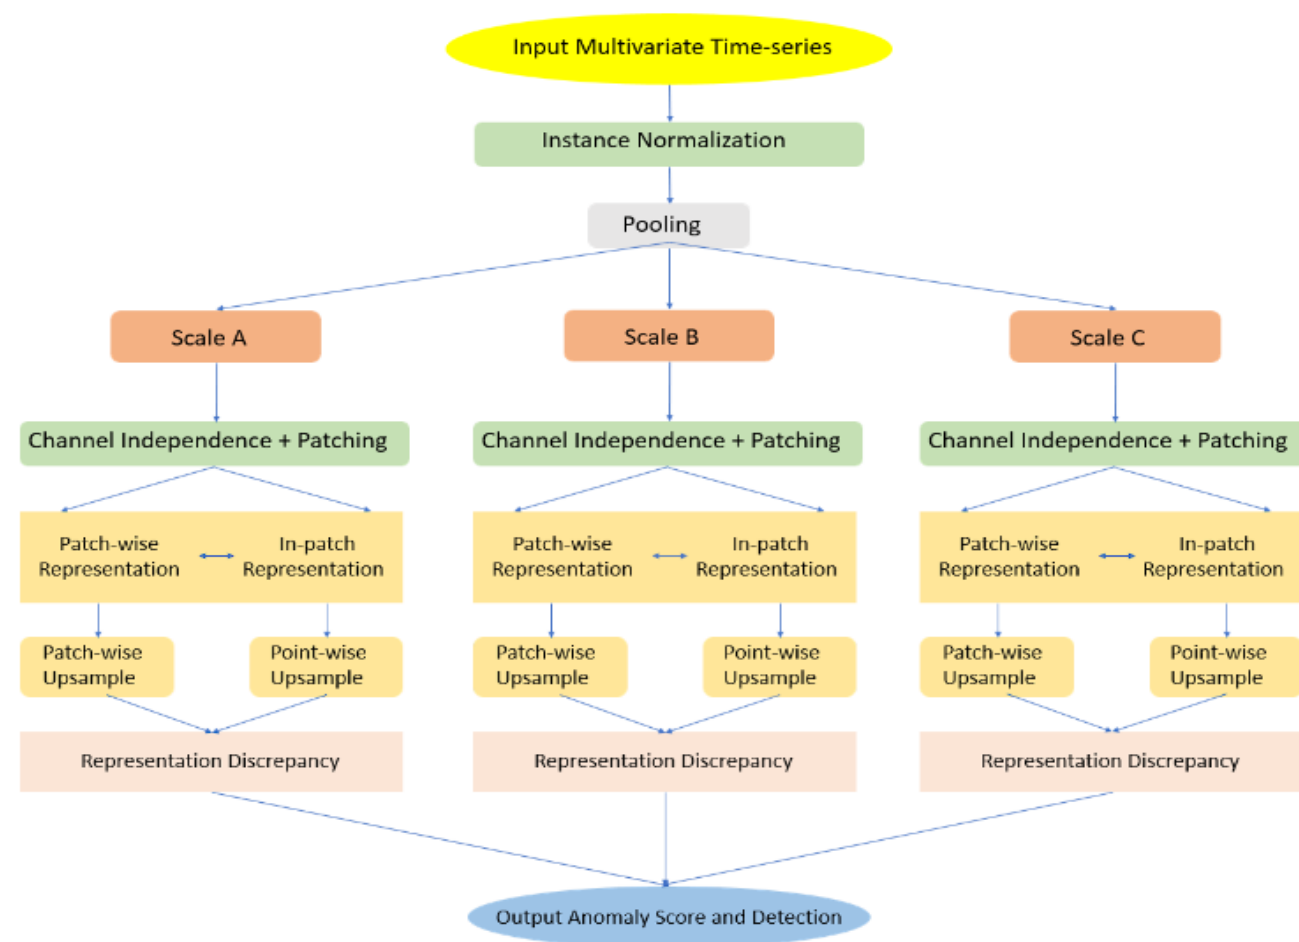 Input Multivariate Time-series
Instance Normalization
Pooling
Scale A
Scale B
Scale C
Channel Independence + Patching
Channel Independence + Patching
Channel Independence + Patching
Patch-wise
Representation
In-patch
Representation
Patch-wise
Representation
In-patch
Representation
Patch-wise
Representation
In-patch
Representation
Patch-wise
Upsample
Point-wise
Upsample
Patch-wise
Upsample
Point-wise
Upsample
Patch-wise
Upsample
Point-wise
Upsample
Representation Discrepancy
Representation Discrepancy
Representation Discrepancy
Output Anomaly Score and Detection